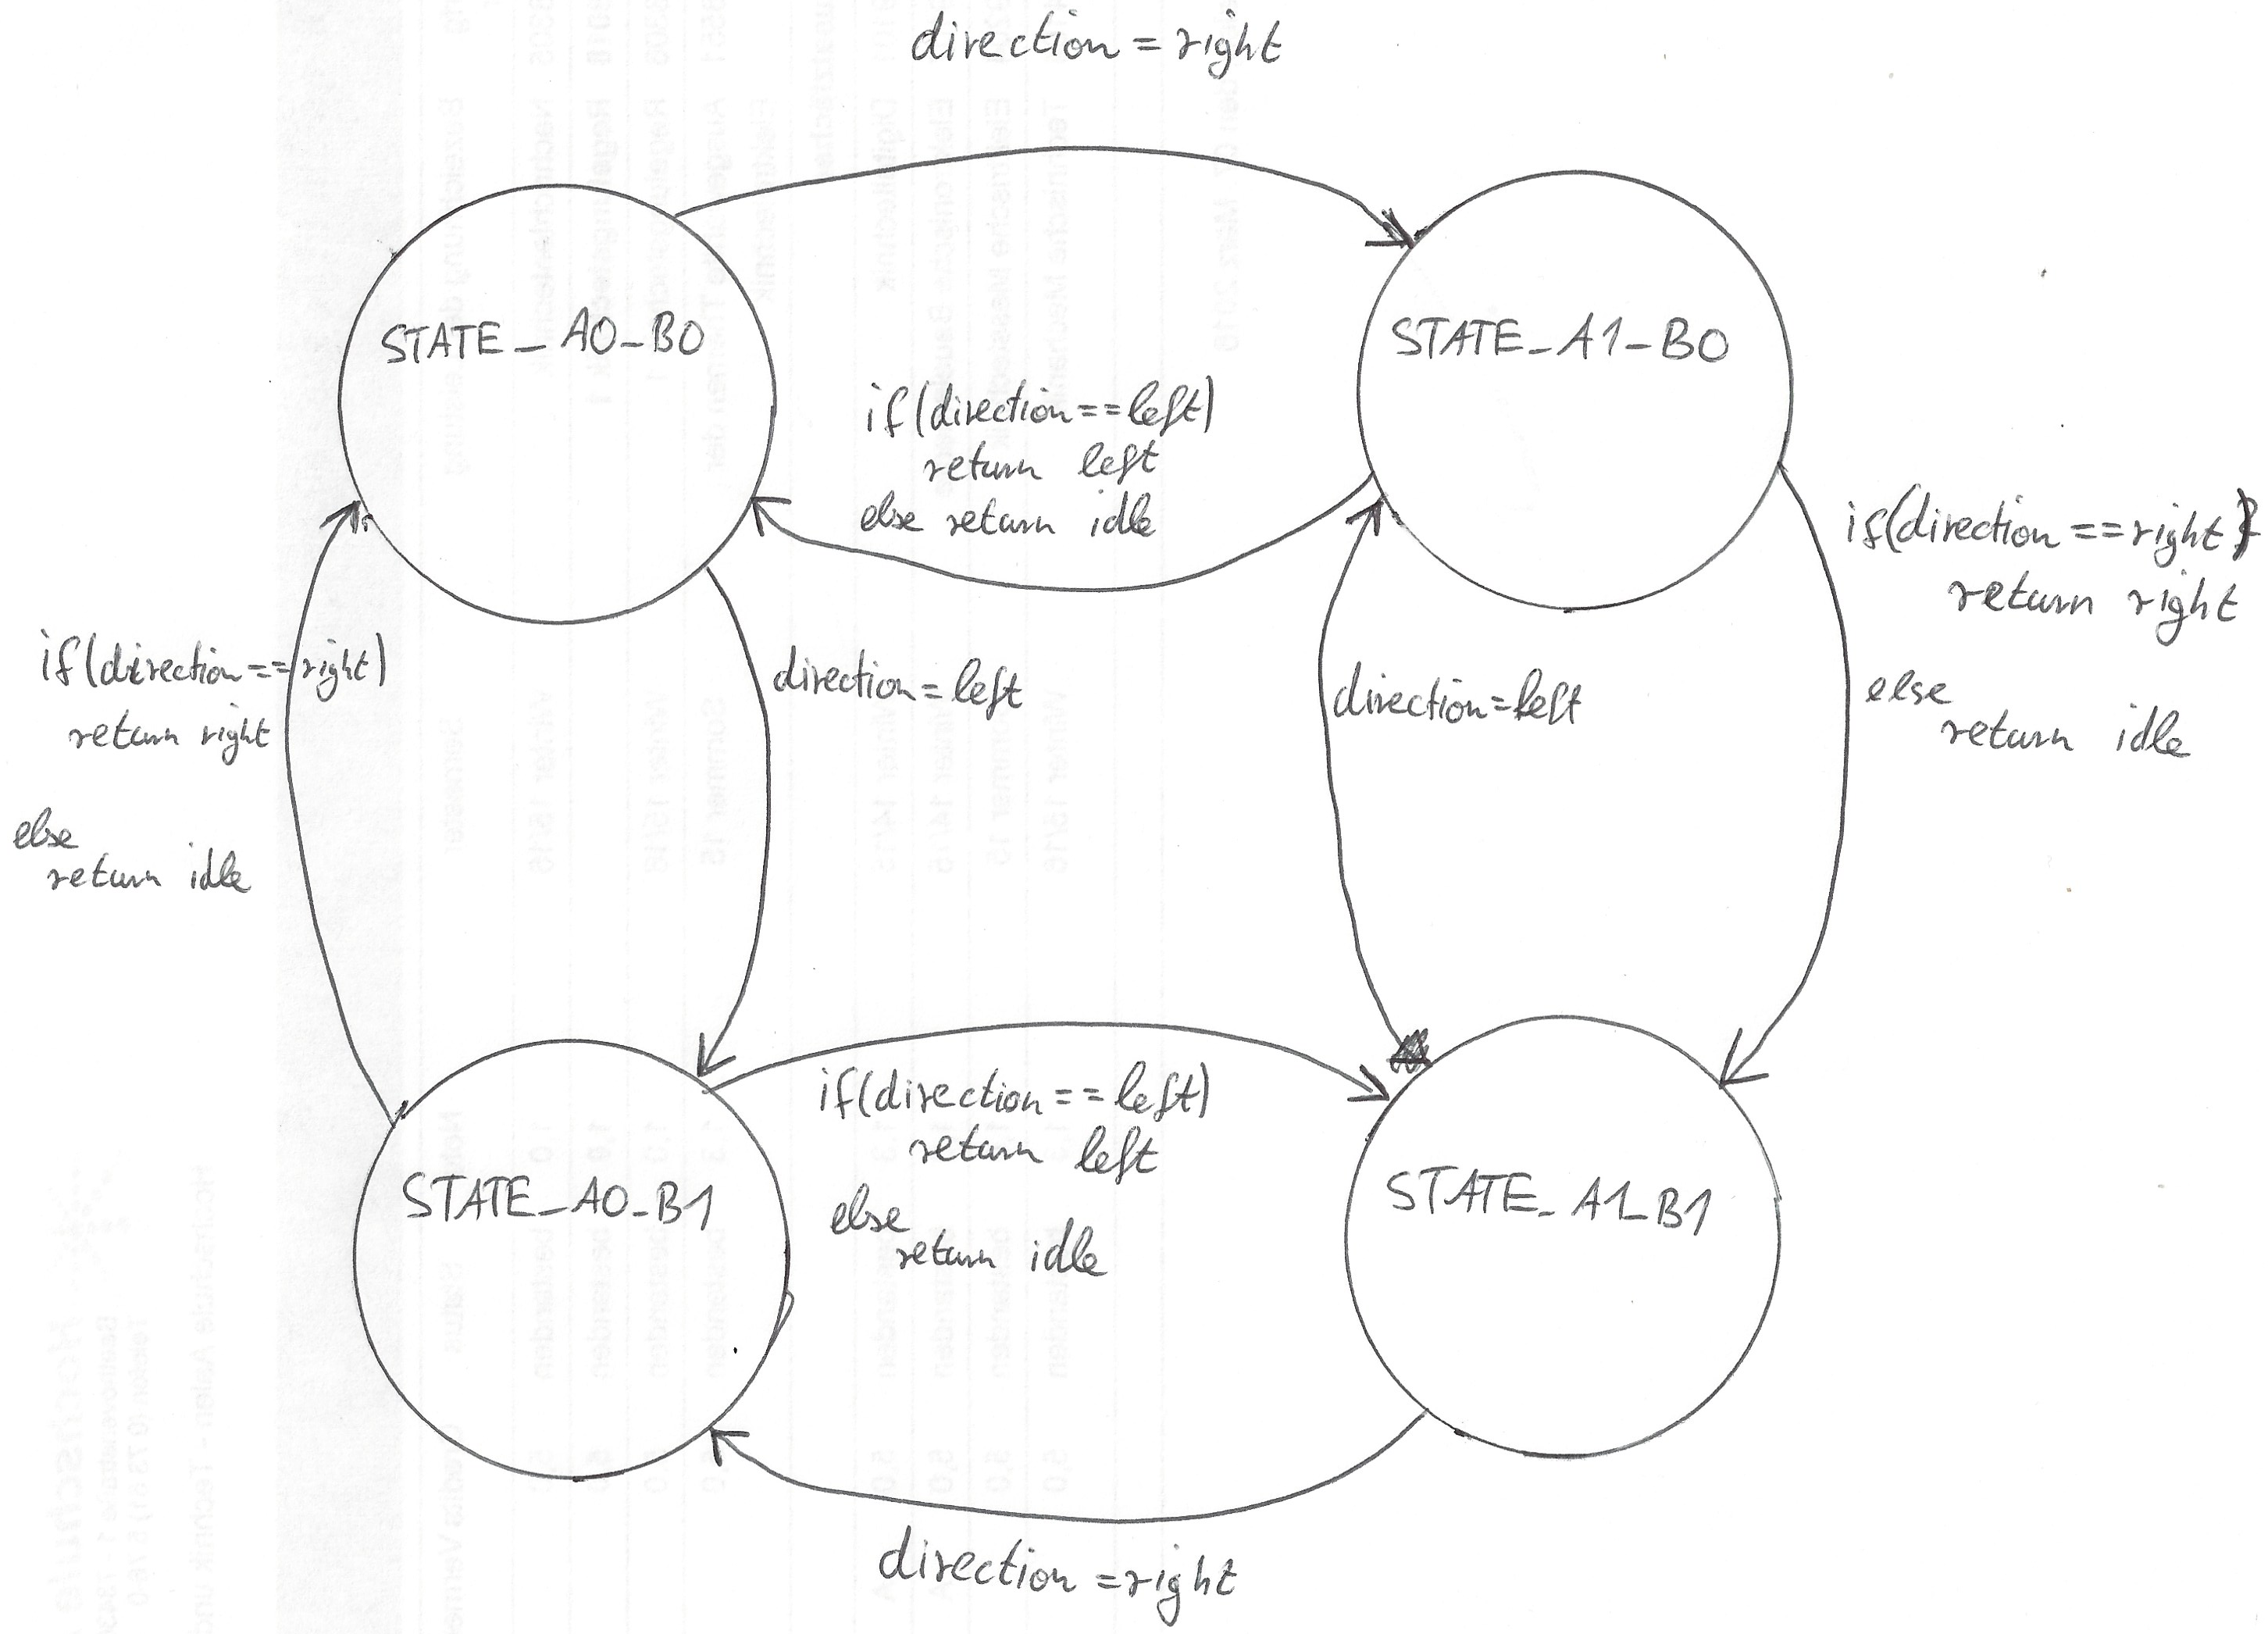 direction = right
STATE_A0_B0
STATE_A1_B0
if(direction==left)
return left
else return idle
if(direction==right)
return right
else
return idle
if(direction==right)
return right
else
return idle
direction=left
direction=left
if(direction==left)
return left
else
return idle
STATE_A0_B1
STATE_A1_B1
direction=right